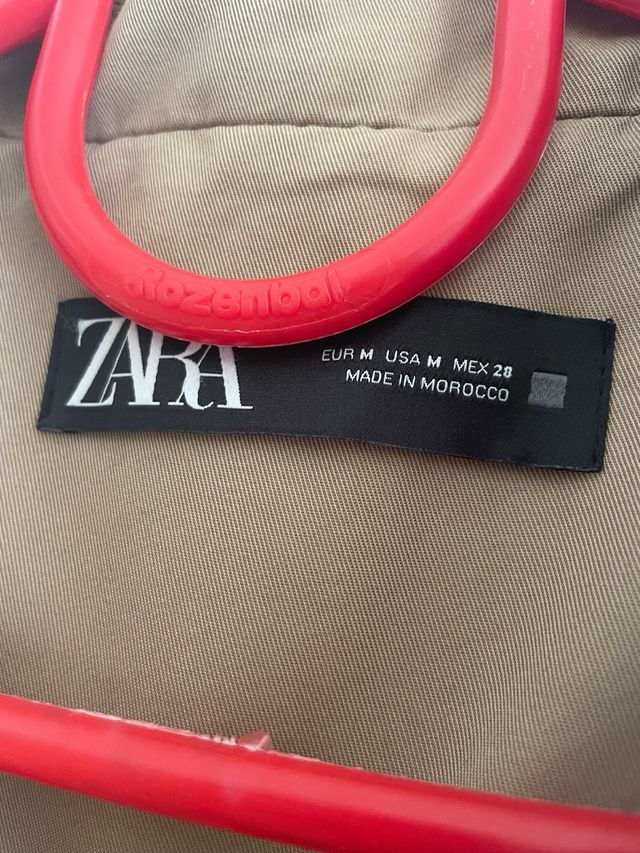 Rozenbal
ZARA
EUR M USA M MEX 28
MADE IN MOROCCO